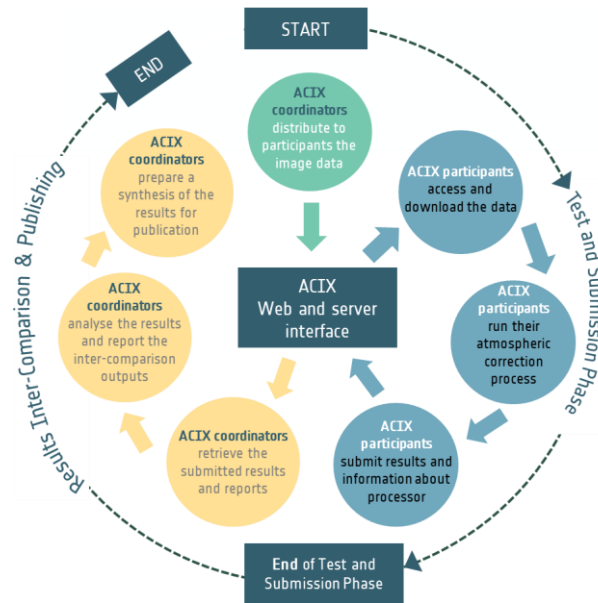 START
END
ACIX
coordinators
distribute to
participants the
image data
ACIX participants
access and
download the data
ACIX
participants
run their
atmospheric
correction
process
ACIX
participants
submit results and
information about
processor
ACIX
Web and server
interface
ACIX coordinators
retrieve the
submitted results
and reports
ACIX
coordinators
analyse the results
and report the
inter-comparison
outputs
ACIX
coordinators
prepare a
synthesis of the
results for
publication
Test and Submission Phase
Results Inter-Comparison & Publishing
End of Test and
Submission Phase